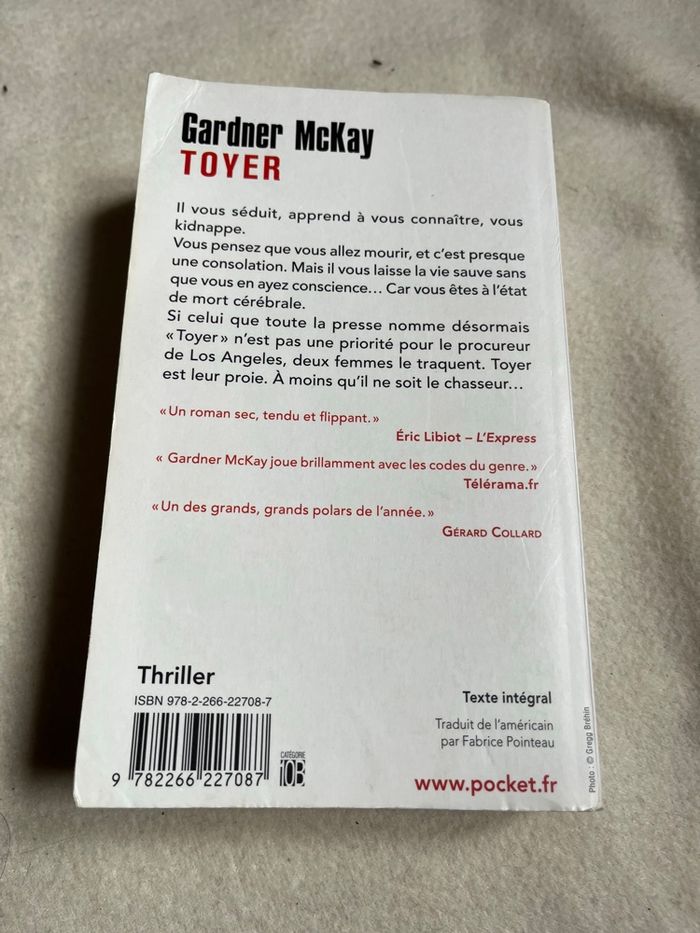 Gardner McKay
TOYER
Il vous séduit, apprend à vous connaître, vous
kidnappe.
Vous pensez que vous allez mourir, et c'est presque
une consolation. Mais il vous laisse la vie sauve sans
que vous en ayez conscience... Car vous êtes à l'état
de mort cérébrale.
Si celui que toute la presse nomme désormais
« Toyer » n'est pas une priorité pour le procureur
de Los Angeles, deux femmes le traquent. Toyer
est leur proie. À moins qu'il ne soit le chasseur...
« Un roman sec, tendu et flippant. »
Éric Libiot – L'Express
« Gardner McKay joue brillamment avec les codes du genre. »
Télérama.fr
« Un des grands, grands polars de l'année. »
GÉRARD COLLARD
Thriller
ISBN 978-2-266-22708-7
9 782266 227087
CATÉGORIE
10B
Texte intégral
Traduit de l'américain
par Fabrice Pointeau
www.pocket.fr
Photo : © Gregg Bréhin